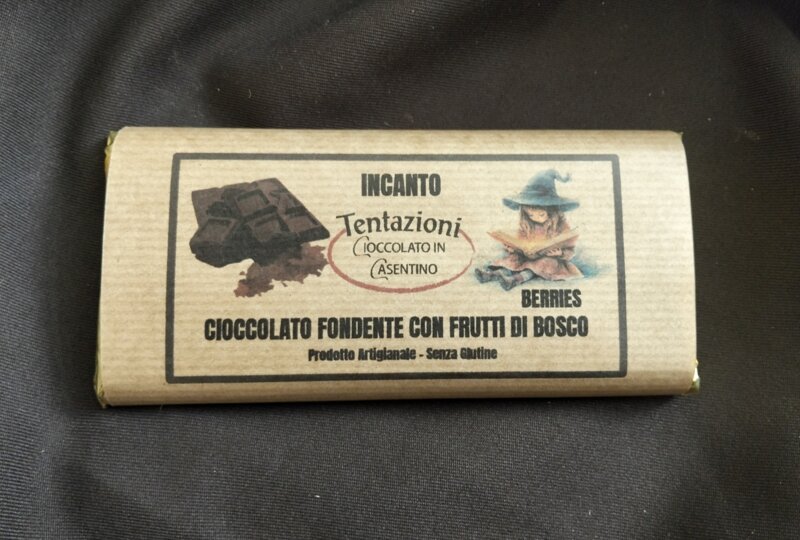 INCANTO
Tentazioni
CIOCCOLATO IN
CASENTINO
BERRIES
CIOCCOLATO FONDENTE CON FRUTTI DI BOSCO
Prodotto Artigianale - Senza Glutine